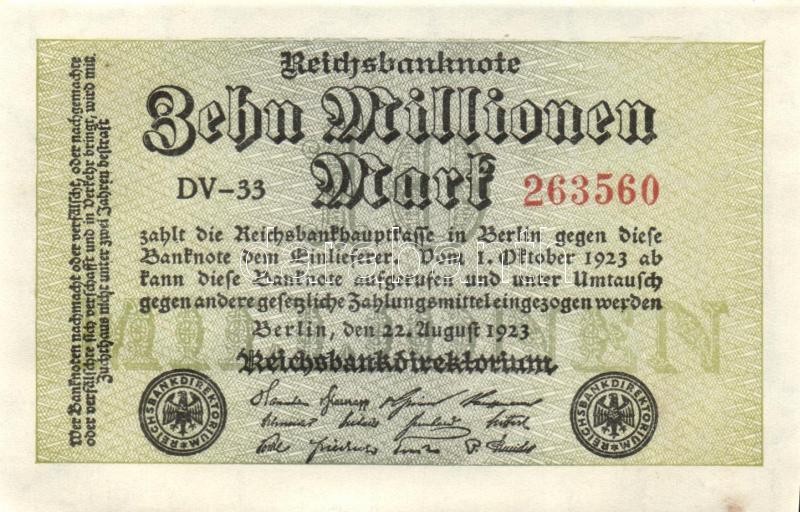 Reichsbanknote
Zehn Millionen
Mark
DV-33
263560
zahlt die Reichsbankhauptkasse in Berlin gegen diese
Banknote dem Einlieferer. Vom 1. Oktober 1923 ab
kann diese Banknote aufgerufen und unter Umtausch
gegen andere gesetzliche Zahlungsmittel eingezogen werden
Berlin, den 22. August 1923
Reichsbankdirektorium
REICHSBANKDIREKTORIUM
REICHSBANKDIREKTORIUM
Wer Banknoten nachmacht oder verfälscht, oder nachgemachte
oder verfälschte sich verschafft und in Verkehr bringt, wird mit
Zuchthaus nicht unter zwei Jahren bestraft